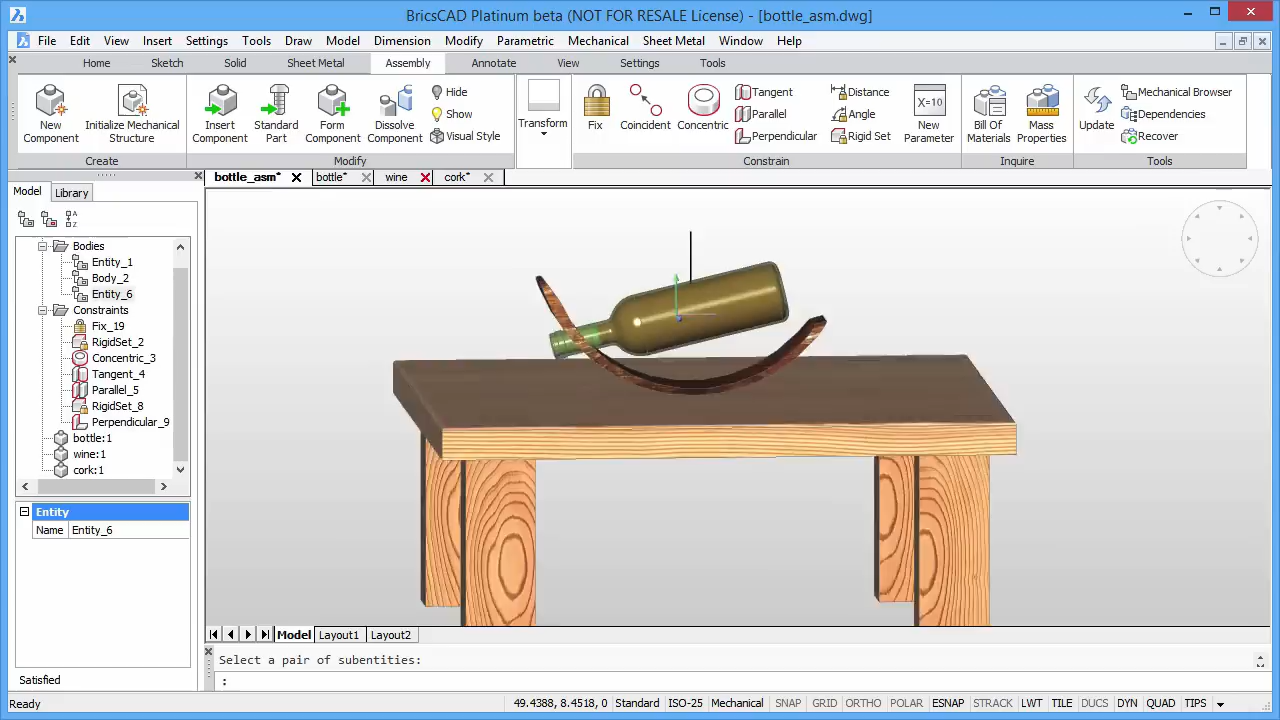 BricsCAD Platinum beta (NOT FOR RESALE License) - [bottle_asm.dwg]
File Edit View Insert Settings Tools Draw Model Dimension Modify Parametric Mechanical Sheet Metal Window Help
Home Sketch Solid Sheet Metal Assembly Annotate View Settings Tools
New Component
Initialize Mechanical Structure
Create
Insert Component
Standard Part
Form Component
Dissolve Component
Hide
Show
Visual Style
Modify
Transform
Fix
Coincident
Concentric
Tangent
Parallel
Perpendicular
Distance
Angle
Rigid Set
X=10
New Parameter
Constrain
Bill Of Materials
Mass Properties
Inquire
Update
Mechanical Browser
Dependencies
Recover
Tools
bottle_asm* bottle* wine cork*
Model Library
A
Z
Bodies
Entity_1
Body_2
Entity_6
Constraints
Fix_19
RigidSet_2
Concentric_3
Tangent_4
Parallel_5
RigidSet_8
Perpendicular_9
bottle:1
wine:1
cork:1
Entity
Name Entity_6
Satisfied
Model Layout1 Layout2
Select a pair of subentities:
:
Ready
49.4388, 8.4518, 0 Standard ISO-25 Mechanical SNAP GRID ORTHO POLAR ESNAP STRACK LWT TILE DUCS DYN QUAD TIPS